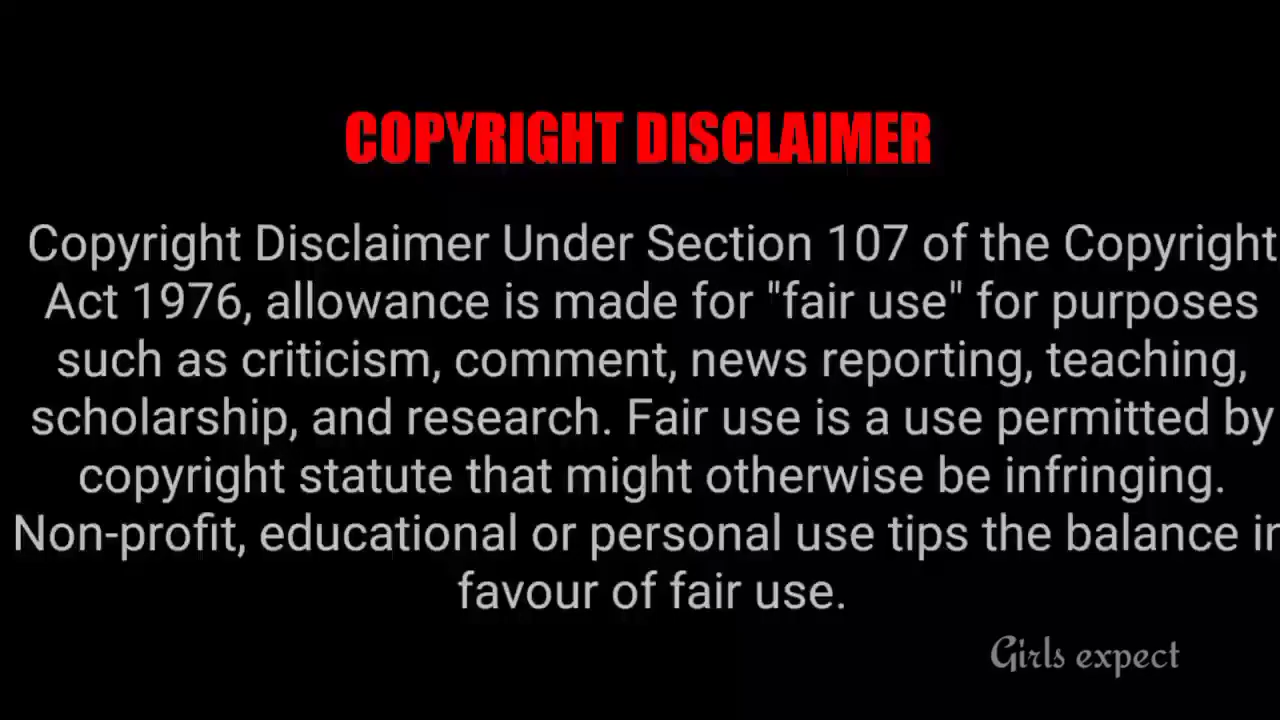 COPYRIGHT DISCLAIMER
Copyright Disclaimer Under Section 107 of the Copyright
Act 1976, allowance is made for "fair use" for purposes
such as criticism, comment, news reporting, teaching,
scholarship, and research. Fair use is a use permitted by
copyright statute that might otherwise be infringing.
Non-profit, educational or personal use tips the balance in
favour of fair use.
Girls expect